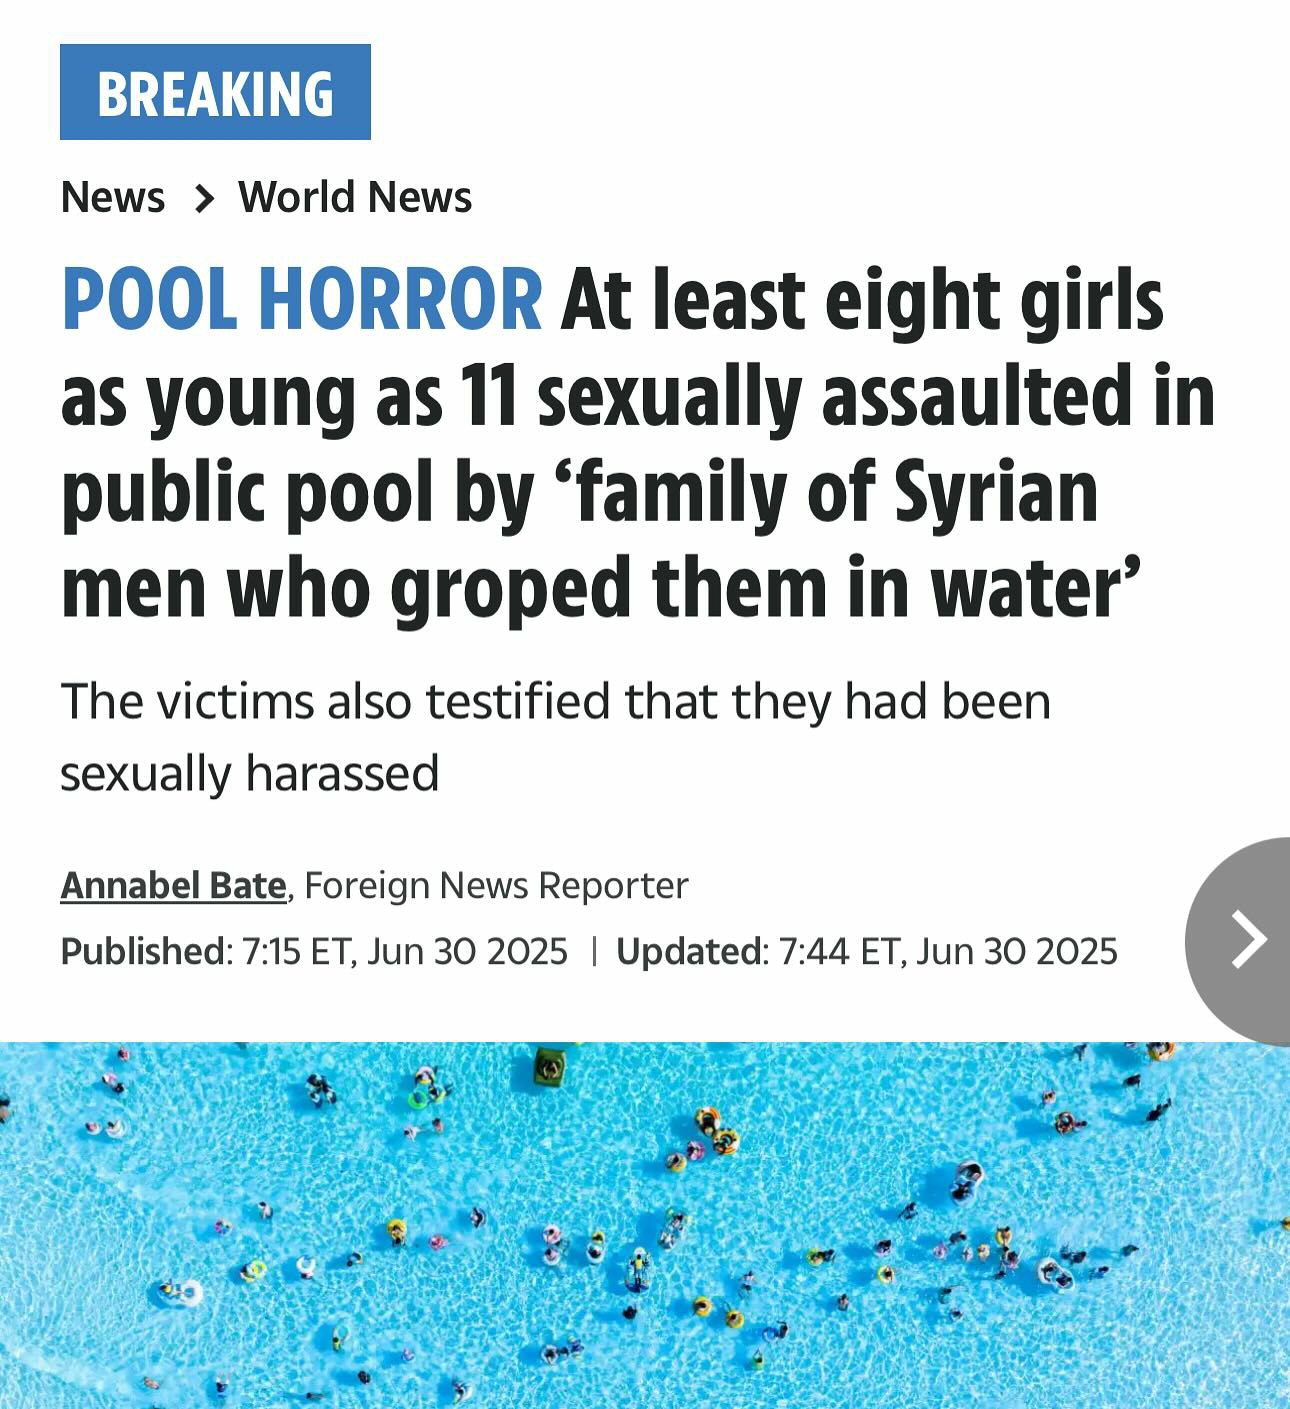 BREAKING
News > World News
POOL HORROR At least eight girls
as young as 11 sexually assaulted in
public pool by ‘family of Syrian
men who groped them in water’
The victims also testified that they had been
sexually harassed
Annabel Bate, Foreign News Reporter
Published: 7:15 ET, Jun 30 2025 | Updated: 7:44 ET, Jun 30 2025